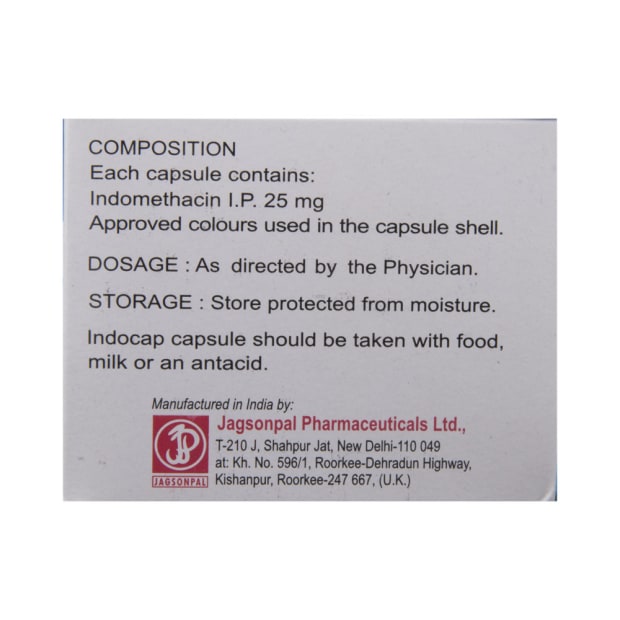 COMPOSITION
Each capsule contains:
Indomethacin I.P. 25 mg
Approved colours used in the capsule shell.
DOSAGE : As directed by the Physician.
STORAGE : Store protected from moisture.
Indocap capsule should be taken with food,
milk or an antacid.
Manufactured in India by:
Jagsonpal Pharmaceuticals Ltd.,
T-210 J, Shahpur Jat, New Delhi-110 049
at: Kh. No. 596/1, Roorkee-Dehradun Highway,
Kishanpur, Roorkee-247 667, (U.K.)
JAGSONPAL